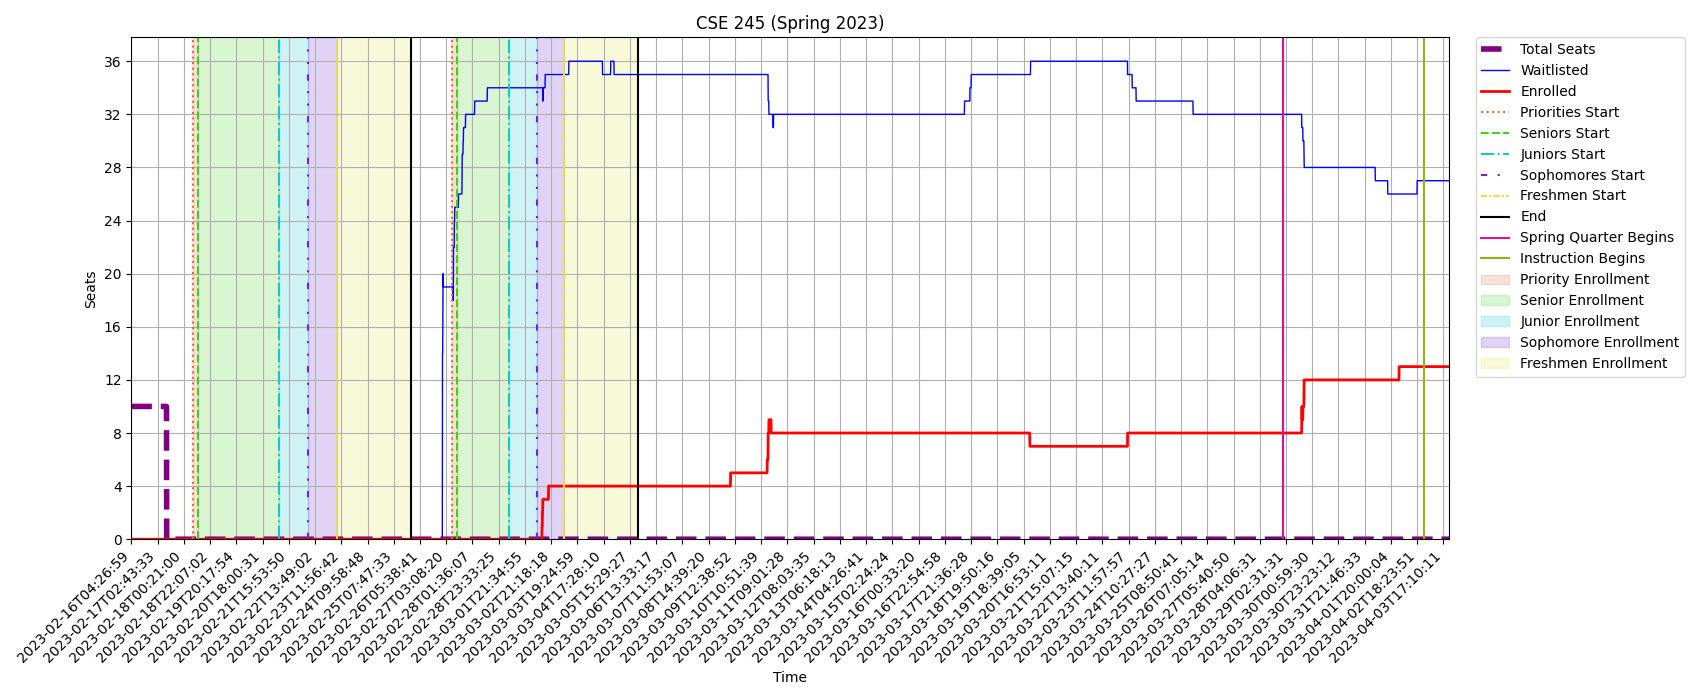 CSE 245 (Spring 2023)
Seats
36
32
28
24
20
16
12
8
4
0
2023-02-16T04:26:59
2023-02-17T02:43:33
2023-02-18T00:21:00
2023-02-18T22:07:02
2023-02-19T20:17:54
2023-02-20T18:00:31
2023-02-21T15:53:50
2023-02-22T13:49:02
2023-02-23T11:56:42
2023-02-24T09:58:48
2023-02-25T07:47:33
2023-02-26T05:38:41
2023-02-27T03:08:20
2023-02-28T01:36:07
2023-02-28T23:33:25
2023-03-01T21:34:55
2023-03-02T21:18:18
2023-03-03T19:24:59
2023-03-04T17:28:10
2023-03-05T15:29:27
2023-03-06T13:33:17
2023-03-07T11:53:07
2023-03-08T14:39:20
2023-03-09T12:38:52
2023-03-10T10:51:39
2023-03-11T09:01:28
2023-03-12T08:03:35
2023-03-13T06:18:13
2023-03-14T04:26:41
2023-03-15T02:24:24
2023-03-16T00:33:20
2023-03-16T22:54:58
2023-03-17T21:36:28
2023-03-18T19:50:16
2023-03-19T18:39:05
2023-03-20T16:53:11
2023-03-21T15:07:15
2023-03-22T13:40:11
2023-03-23T11:57:57
2023-03-24T10:27:27
2023-03-25T08:50:41
2023-03-26T07:05:14
2023-03-27T05:40:50
2023-03-28T04:06:31
2023-03-29T02:31:31
2023-03-30T00:59:30
2023-03-30T23:23:12
2023-03-31T21:46:33
2023-04-01T20:00:04
2023-04-02T18:23:51
2023-04-03T17:10:11
Time
Total Seats
Waitlisted
Enrolled
Priorities Start
Seniors Start
Juniors Start
Sophomores Start
Freshmen Start
End
Spring Quarter Begins
Instruction Begins
Priority Enrollment
Senior Enrollment
Junior Enrollment
Sophomore Enrollment
Freshmen Enrollment